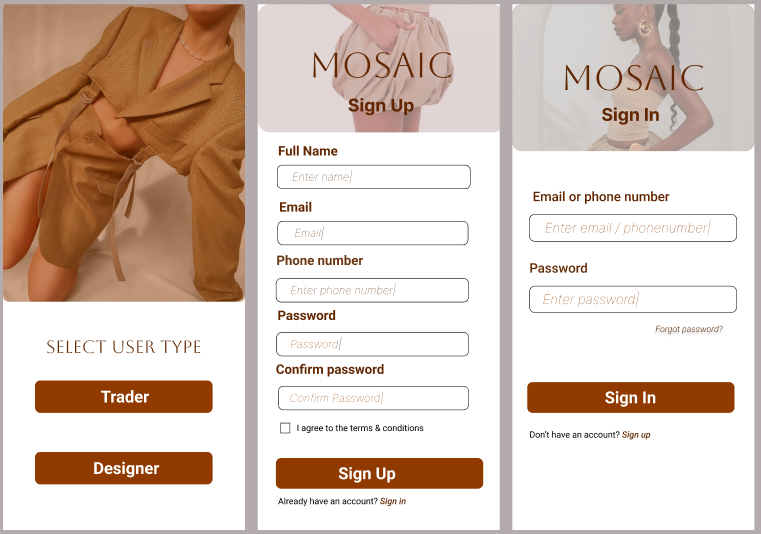 SELECT USER TYPE
Trader
Designer
MOSAIC
Sign Up
Full Name
Enter name|
Email
Email|
Phone number
Enter phone number|
Password
Password|
Confirm password
Confirm Password|
I agree to the terms & conditions
Sign Up
Already have an account? Sign in
MOSAIC
Sign In
Email or phone number
Enter email / phonenumber|
Password
Enter password|
Forgot password?
Sign In
Don't have an account? Sign up